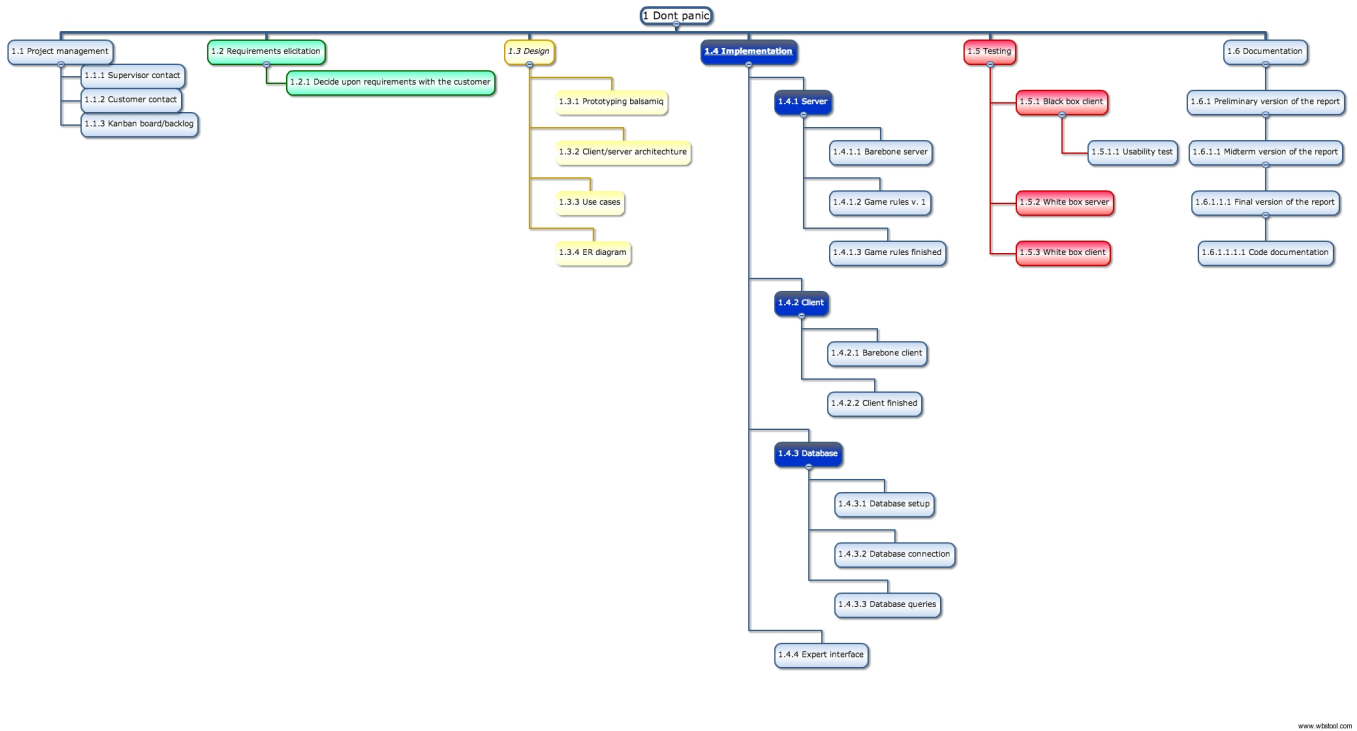 1 Dont panic
1.1 Project management
1.1.1 Supervisor contact
1.1.2 Customer contact
1.1.3 Kanban board/backlog
1.2 Requirements elicitation
1.2.1 Decide upon requirements with the customer
1.3 Design
1.3.1 Prototyping balsamiq
1.3.2 Client/server architechture
1.3.3 Use cases
1.3.4 ER diagram
1.4 Implementation
1.4.1 Server
1.4.1.1 Barebone server
1.4.1.2 Game rules v. 1
1.4.1.3 Game rules finished
1.4.2 Client
1.4.2.1 Barebone client
1.4.2.2 Client finished
1.4.3 Database
1.4.3.1 Database setup
1.4.3.2 Database connection
1.4.3.3 Database queries
1.4.4 Expert interface
1.5 Testing
1.5.1 Black box client
1.5.1.1 Usability test
1.5.2 White box server
1.5.3 White box client
1.6 Documentation
1.6.1 Preliminary version of the report
1.6.1.1 Midterm version of the report
1.6.1.1.1 Final version of the report
1.6.1.1.1.1 Code documentation
www.wbstool.com